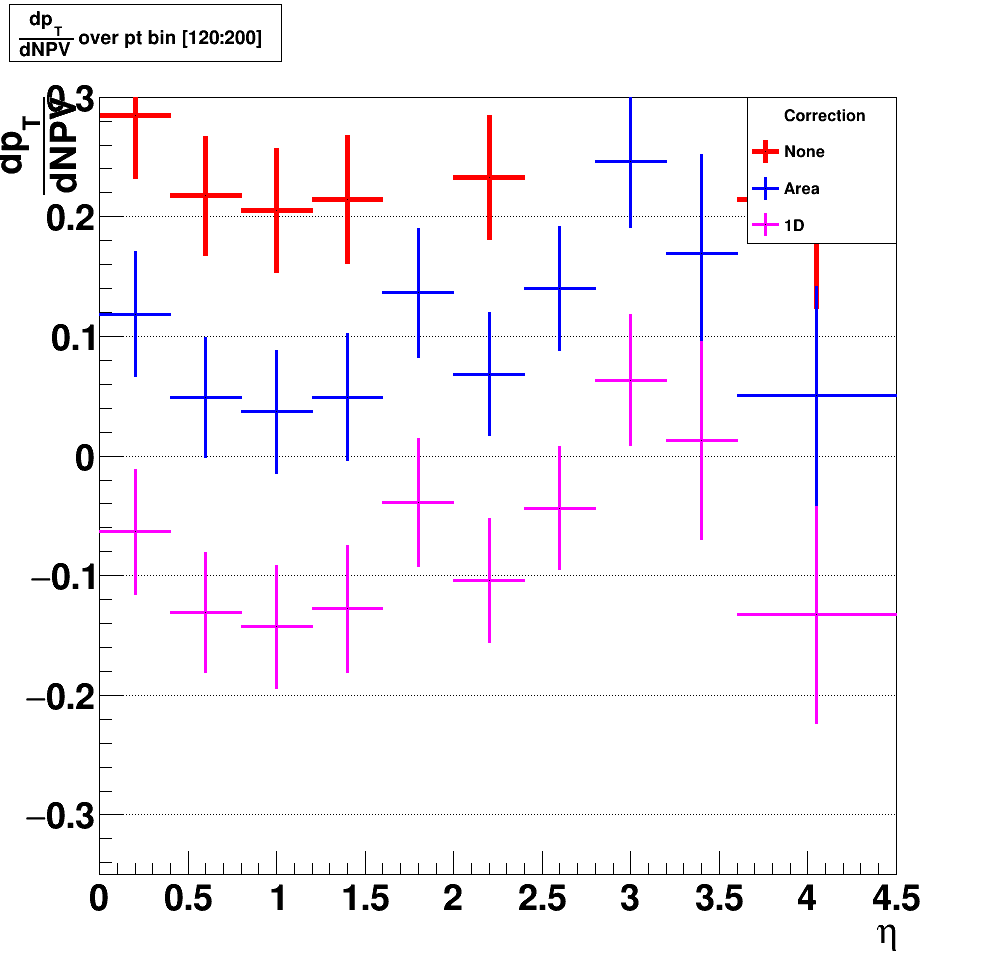 dp_T
dNPV over pt bin [120:200]
dp_T
dNPV
0.3
0.2
0.1
0
−0.1
−0.2
−0.3
Correction
None
Area
1D
0 0.5 1 1.5 2 2.5 3 3.5 4 4.5
η